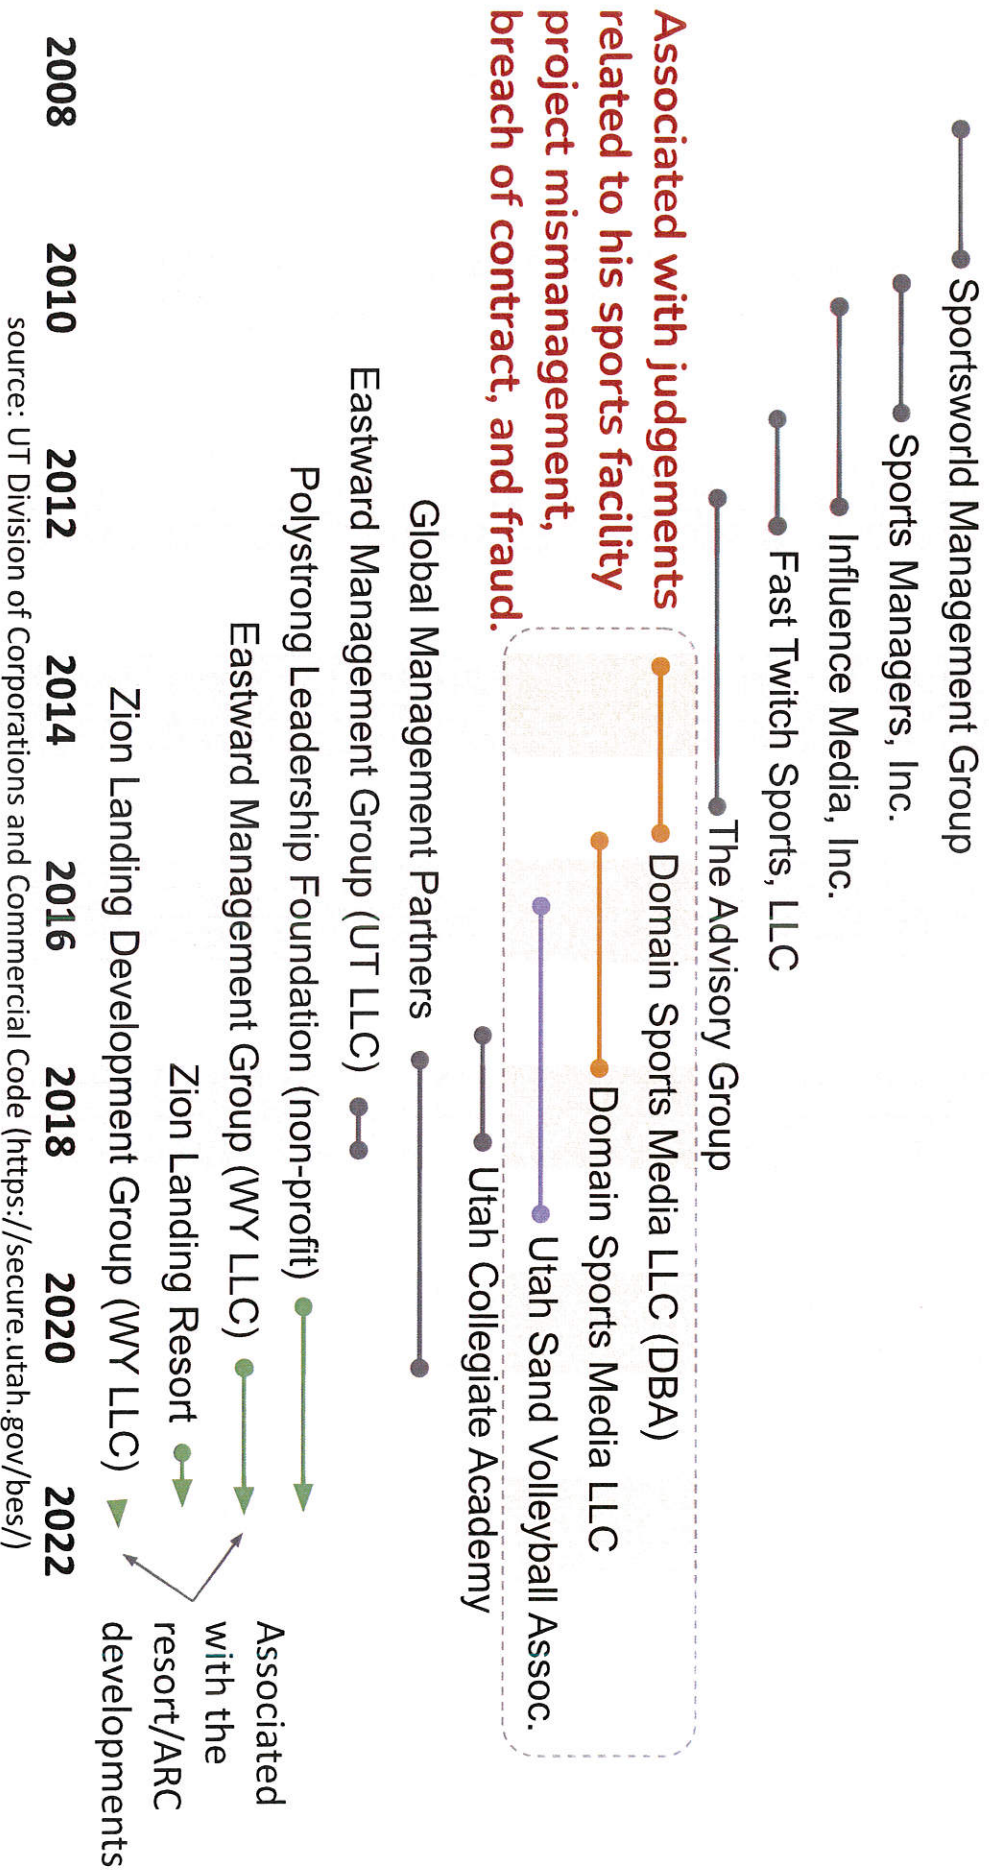 Sportsworld Management Group
Sports Managers, Inc.
Influence Media, Inc.
Fast Twitch Sports, LLC
The Advisory Group
Associated with judgements
related to his sports facility
project mismanagement,
breach of contract, and fraud.
Domain Sports Media LLC (DBA)
Domain Sports Media LLC
Utah Sand Volleyball Assoc.
Utah Collegiate Academy
Global Management Partners
Eastward Management Group (UT LLC)
Polystrong Leadership Foundation (non-profit)
Eastward Management Group (WY LLC)
Zion Landing Resort
Zion Landing Development Group (WY LLC)
Associated
with the
resort/ARC
developments
2008 2010 2012 2014 2016 2018 2020 2022
source: UT Division of Corporations and Commercial Code (https://secure.utah.gov/bes/)